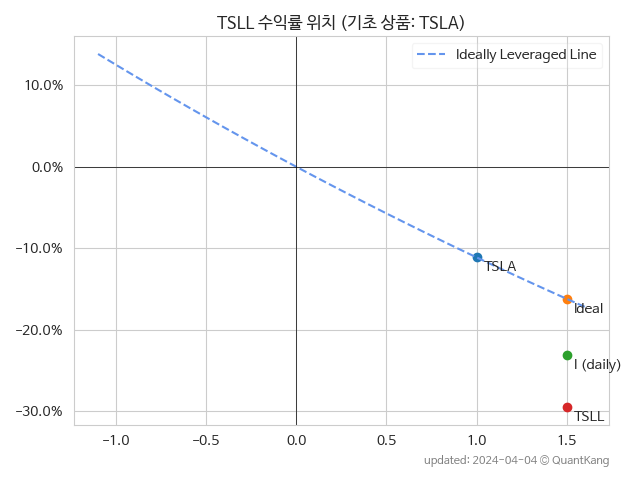 TSLL 수익률 위치 (기초 상품: TSLA)
Ideally Leveraged Line
10.0%
0.0%
−10.0%
−20.0%
−30.0%
TSLA
Ideal
I (daily)
TSLL
−1.0
−0.5
0.0
0.5
1.0
1.5
updated: 2024-04-04 © QuantKang